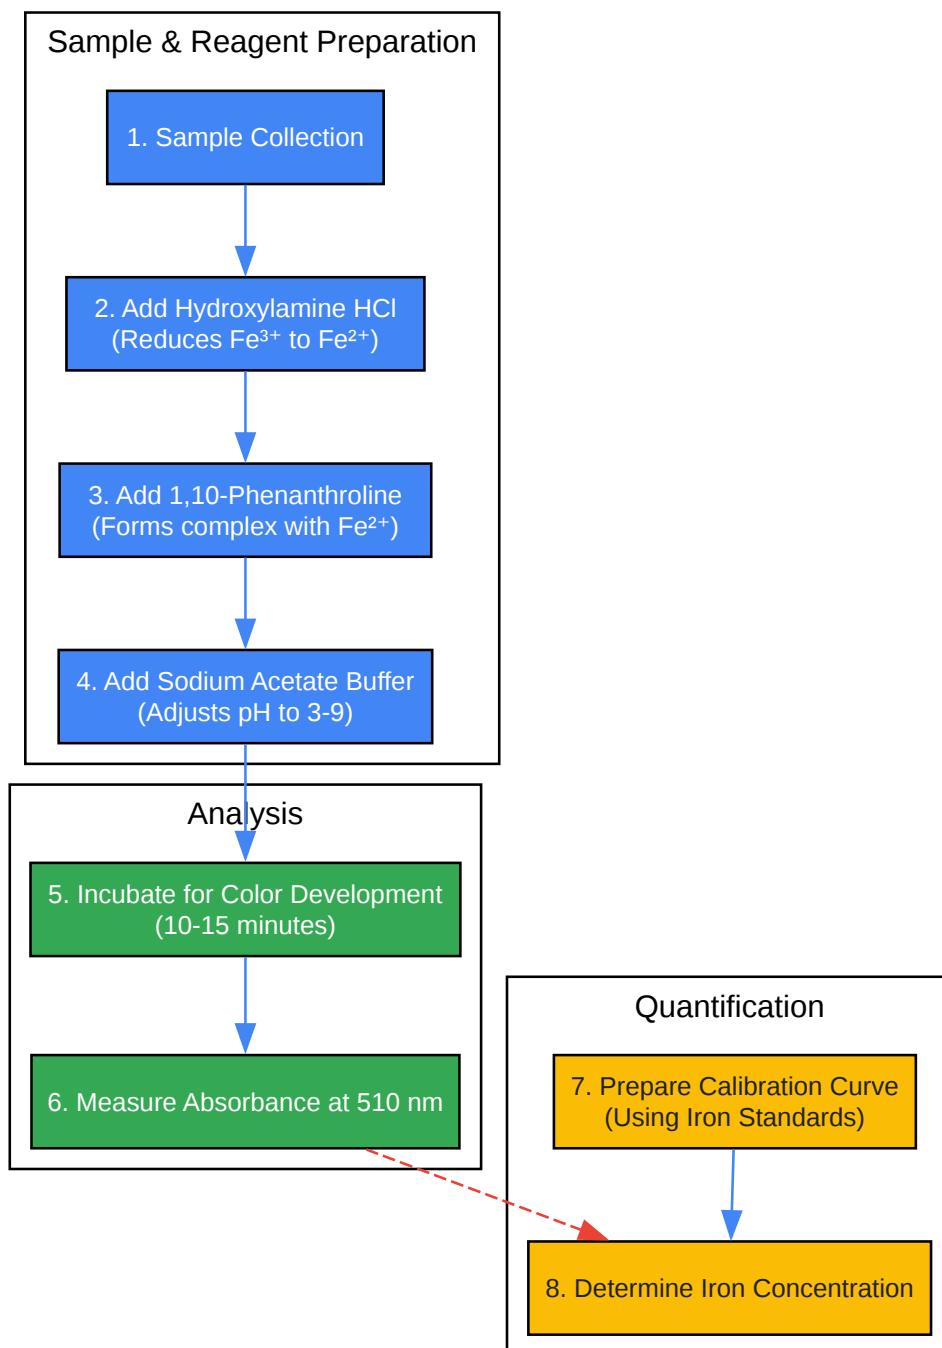 Sample & Reagent Preparation
1. Sample Collection
2. Add Hydroxylamine HCl
(Reduces Fe³⁺ to Fe²⁺)
3. Add 1,10-Phenanthroline
(Forms complex with Fe²⁺)
4. Add Sodium Acetate Buffer
(Adjusts pH to 3-9)
Analysis
5. Incubate for Color Development
(10-15 minutes)
6. Measure Absorbance at 510 nm
Quantification
7. Prepare Calibration Curve
(Using Iron Standards)
8. Determine Iron Concentration